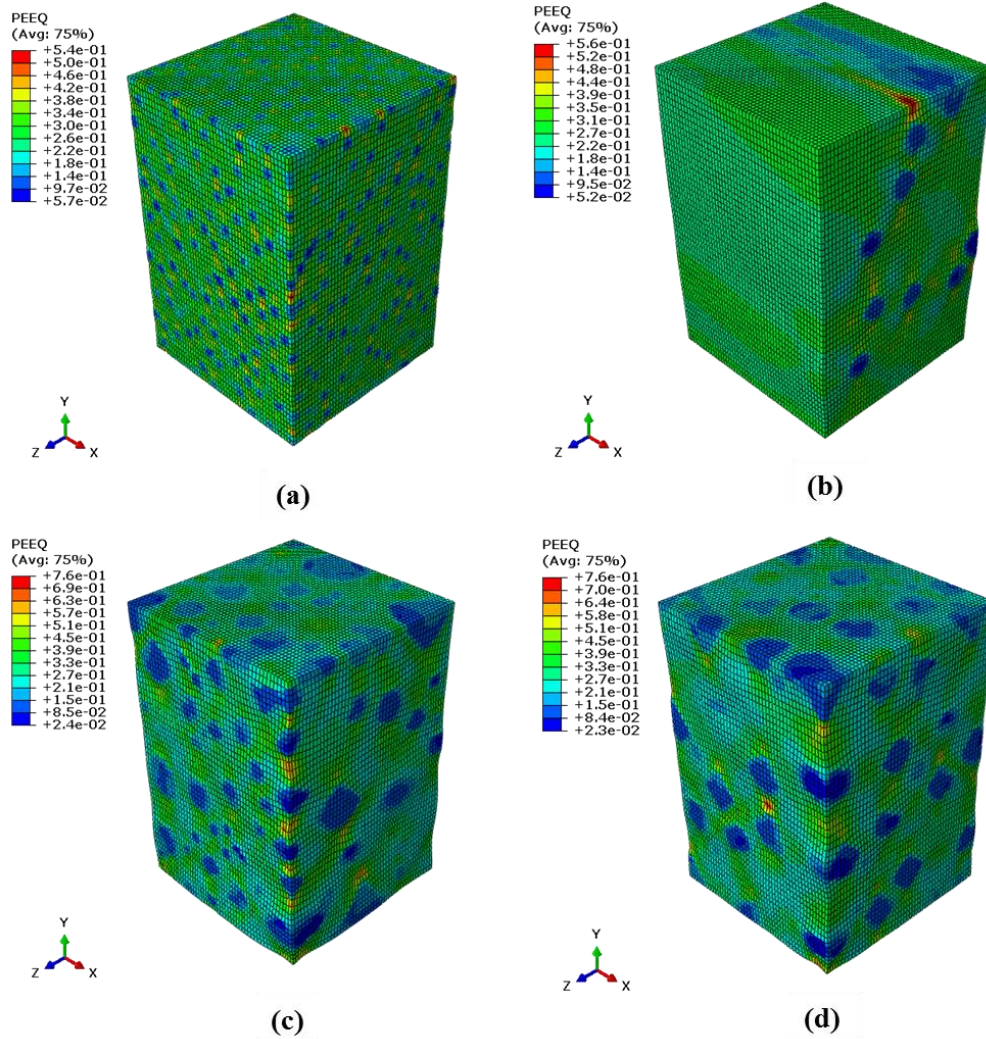 PEEQ
(Avg: 75%)
+5.4e-01
+5.0e-01
+4.6e-01
+4.2e-01
+3.8e-01
+3.4e-01
+3.0e-01
+2.6e-01
+2.2e-01
+1.8e-01
+1.4e-01
+9.7e-02
+5.7e-02
Y
Z
X
(a)
PEEQ
(Avg: 75%)
+5.6e-01
+5.2e-01
+4.8e-01
+4.4e-01
+3.9e-01
+3.5e-01
+3.1e-01
+2.7e-01
+2.2e-01
+1.8e-01
+1.4e-01
+9.5e-02
+5.2e-02
Y
Z
X
(b)
PEEQ
(Avg: 75%)
+7.6e-01
+6.9e-01
+6.3e-01
+5.7e-01
+5.1e-01
+4.5e-01
+3.9e-01
+3.3e-01
+2.7e-01
+2.1e-01
+1.5e-01
+8.5e-02
+2.4e-02
Y
Z
X
(c)
PEEQ
(Avg: 75%)
+7.6e-01
+7.0e-01
+6.4e-01
+5.8e-01
+5.1e-01
+4.5e-01
+3.9e-01
+3.3e-01
+2.7e-01
+2.1e-01
+1.5e-01
+8.4e-02
+2.3e-02
Y
Z
X
(d)